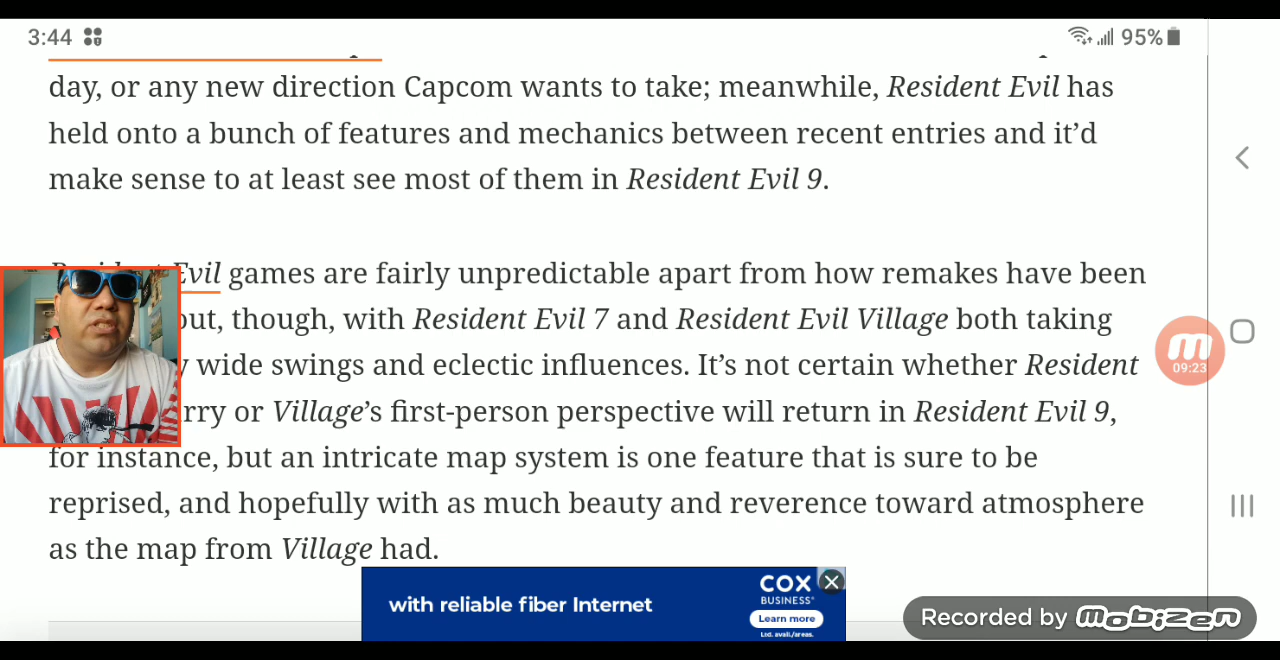 3:44
95%
day, or any new direction Capcom wants to take; meanwhile, Resident Evil has
held onto a bunch of features and mechanics between recent entries and it’d
make sense to at least see most of them in Resident Evil 9.
Evil games are fairly unpredictable apart from how remakes have been
out, though, with Resident Evil 7 and Resident Evil Village both taking
wide swings and eclectic influences. It’s not certain whether Resident
or Village’s first-person perspective will return in Resident Evil 9,
for instance, but an intricate map system is one feature that is sure to be
reprised, and hopefully with as much beauty and reverence toward atmosphere
as the map from Village had.
09:23
with reliable fiber Internet
COX
BUSINESS
Learn more
Ltd. avail./areas.
Recorded by mobizen